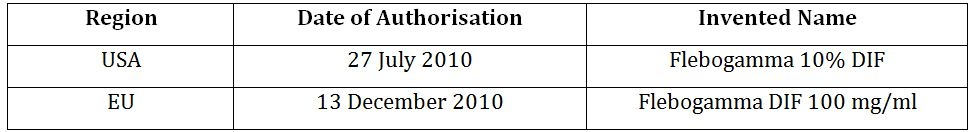 Region Date of Authorisation Invented Name
USA 27 July 2010 Flebogamma 10% DIF
EU 13 December 2010 Flebogamma DIF 100 mg/ml